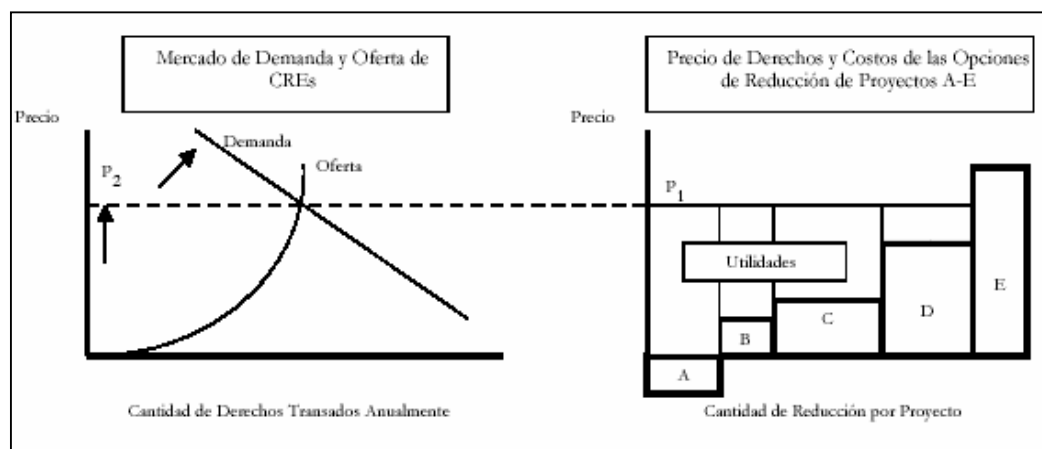 Mercado de Demanda y Oferta de
CREs
Precio de Derechos y Costos de las Opciones
de Reducción de Proyectos A-E
Precio
Demanda
Oferta
P2
Precio
P1
Utilidades
A
B
C
D
E
Cantidad de Derechos Transados Anualmente
Cantidad de Reducción por Proyecto